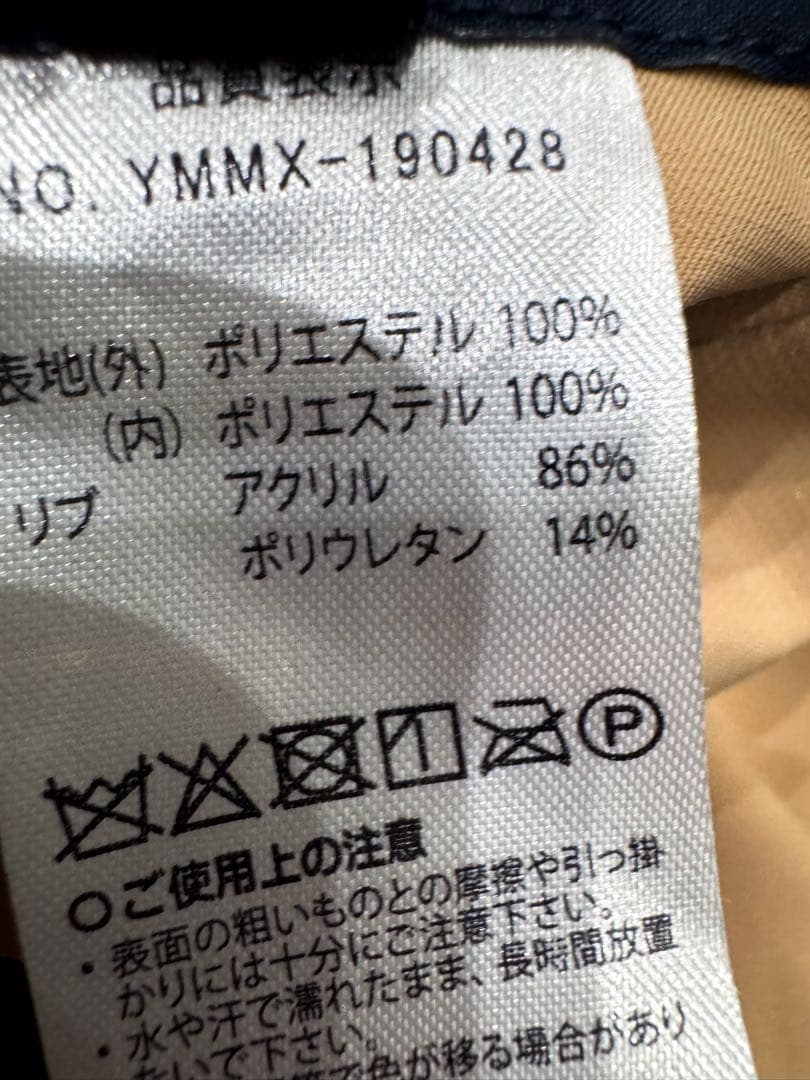 品質表示
NO. YMMX-190428
表地(外) ポリエステル 100%
(内) ポリエステル 100%
リブ アクリル 86%
ポリウレタン 14%
P
○ご使用上の注意
・表面の粗いものとの摩擦や引っ掛
かりには十分にご注意下さい。
・水や汗で濡れたまま、長時間放置
ないで下さい。
で色が移る場合があり